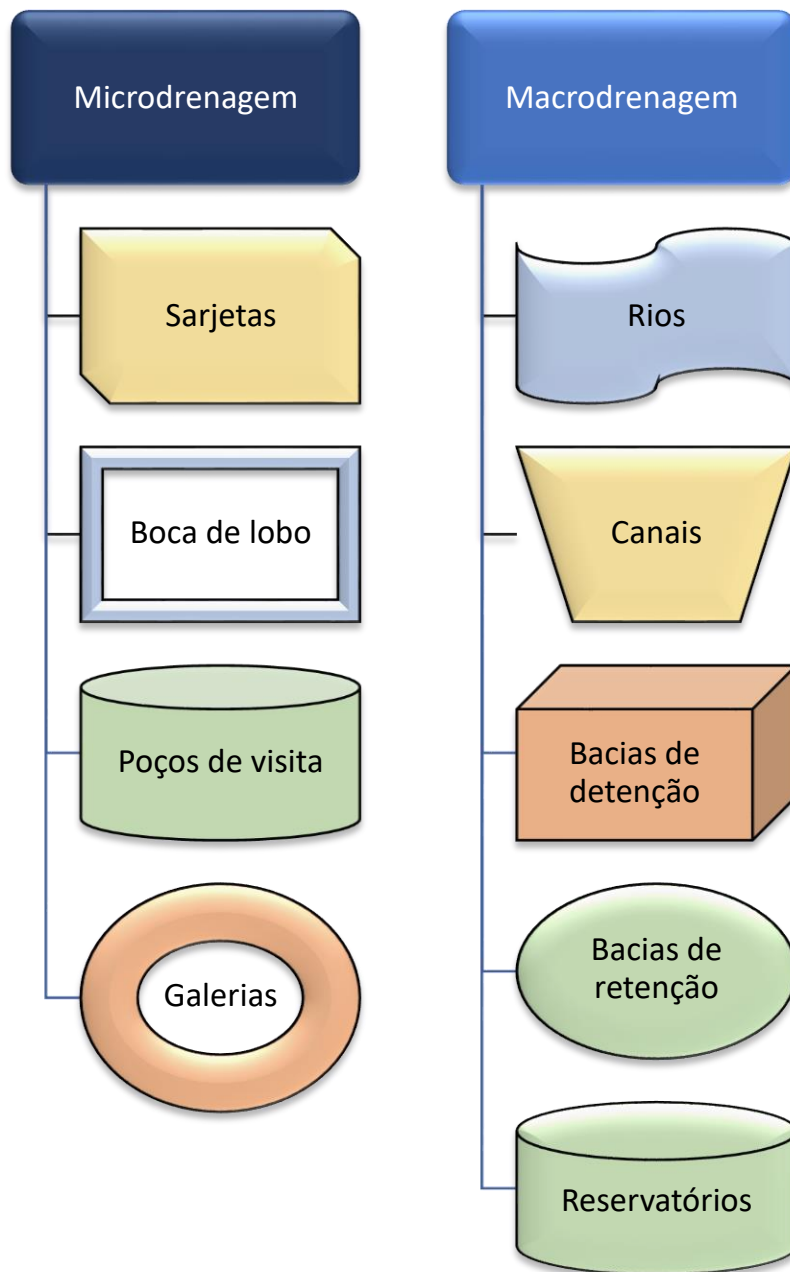 Microdrenagem
Sarjetas
Boca de lobo
Poços de visita
Galerias
Macrodrenagem
Rios
Canais
Bacias de
detenção
Bacias de
retenção
Reservatórios